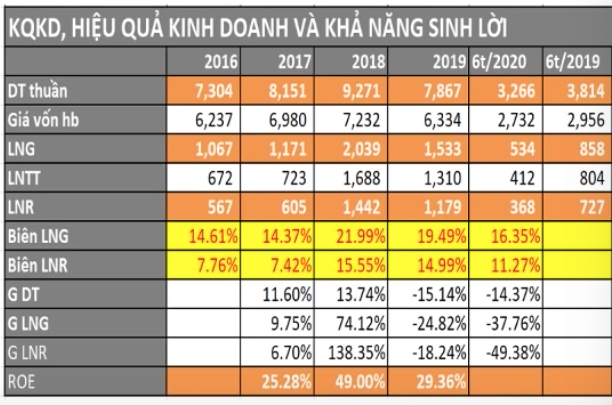 KQKD, HIỆU QUẢ KINH DOANH VÀ KHẢ NĂNG SINH LỜI
2016 2017 2018 2019 6t/2020 6t/2019
DT thuần 7,304 8,151 9,271 7,867 3,266 3,814
Giá vốn hb 6,237 6,980 7,232 6,334 2,732 2,956
LNG 1,067 1,171 2,039 1,533 534 858
LNTT 672 723 1,688 1,310 412 804
LNR 567 605 1,442 1,179 368 727
Biên LNG 14.61% 14.37% 21.99% 19.49% 16.35%
Biên LNR 7.76% 7.42% 15.55% 14.99% 11.27%
G DT 11.60% 13.74% -15.14% -14.37%
G LNG 9.75% 74.12% -24.82% -37.76%
G LNR 6.70% 138.35% -18.24% -49.38%
ROE 25.28% 49.00% 29.36%